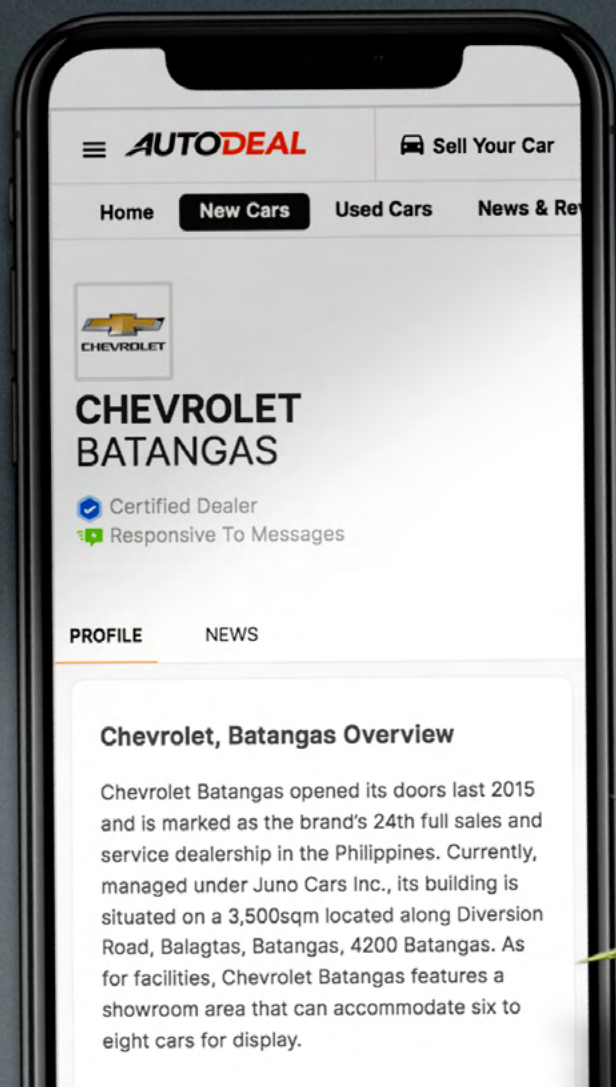 AUTODEAL
Sell Your Car
Home
New Cars
Used Cars
News & Rev
CHEVROLET
CHEVROLET
BATANGAS
Certified Dealer
Responsive To Messages
PROFILE
NEWS
Chevrolet, Batangas Overview
Chevrolet Batangas opened its doors last 2015
and is marked as the brand's 24th full sales and
service dealership in the Philippines. Currently,
managed under Juno Cars Inc., its building is
situated on a 3,500sqm located along Diversion
Road, Balagtas, Batangas, 4200 Batangas. As
for facilities, Chevrolet Batangas features a
showroom area that can accommodate six to
eight cars for display.